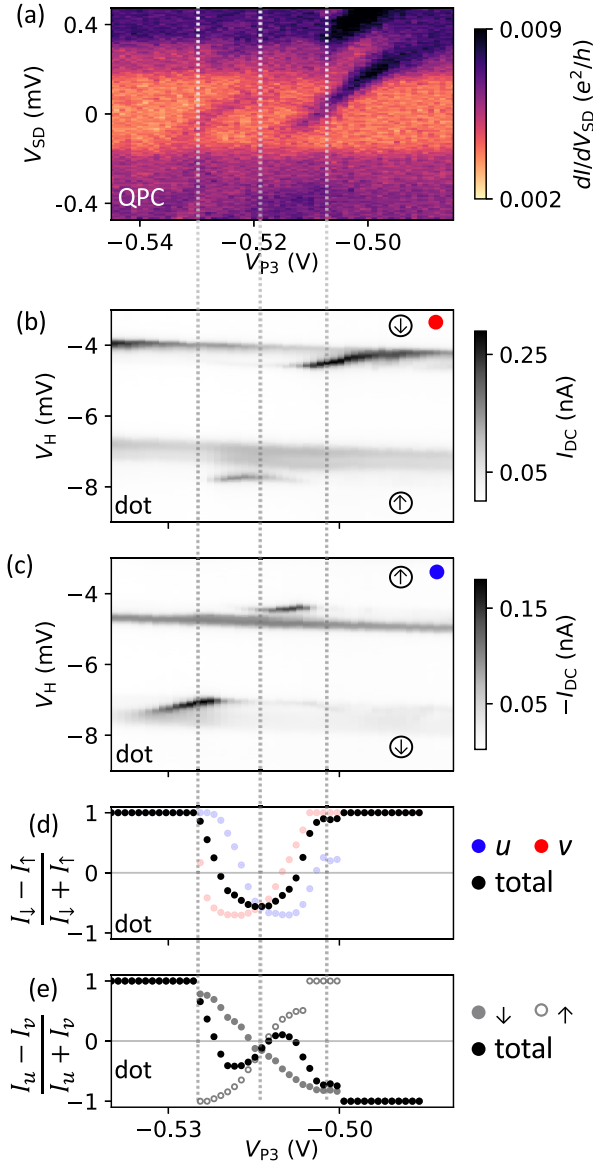 (a)
0.4
0
−0.4
V_SD (mV)
QPC
−0.54
−0.52
−0.50
V_P3 (V)
0.009
0.002
dI/dV_SD (e²/h)
(b)
−4
−6
−8
V_H (mV)
↓
↑
dot
0.25
0.05
I_DC (nA)
(c)
−4
−6
−8
V_H (mV)
↑
↓
dot
0.15
0.05
−I_DC (nA)
(d)
1
0
−1
I↓ − I↑
I↓ + I↑
dot
u
v
total
(e)
1
0
−1
I_u − I_v
I_u + I_v
dot
↓ ↑
total
−0.53
−0.50
V_P3 (V)